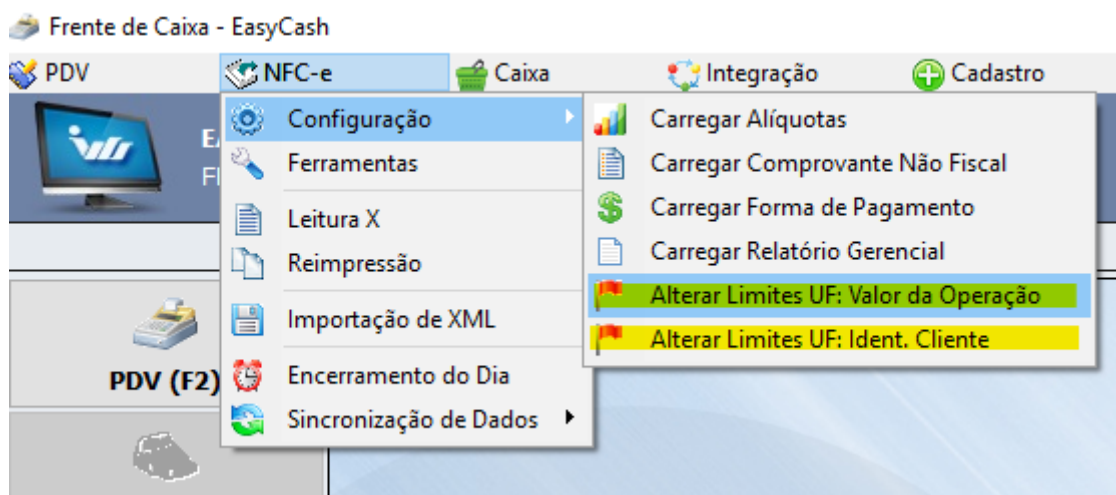 Frente de Caixa - EasyCash
PDV NFC-e Caixa Integração Cadastro
Configuração
Ferramentas
Leitura X
Reimpressão
Importação de XML
Encerramento do Dia
Sincronização de Dados
Carregar Alíquotas
Carregar Comprovante Não Fiscal
Carregar Forma de Pagamento
Carregar Relatório Gerencial
Alterar Limites UF: Valor da Operação
Alterar Limites UF: Ident. Cliente
PDV (F2)